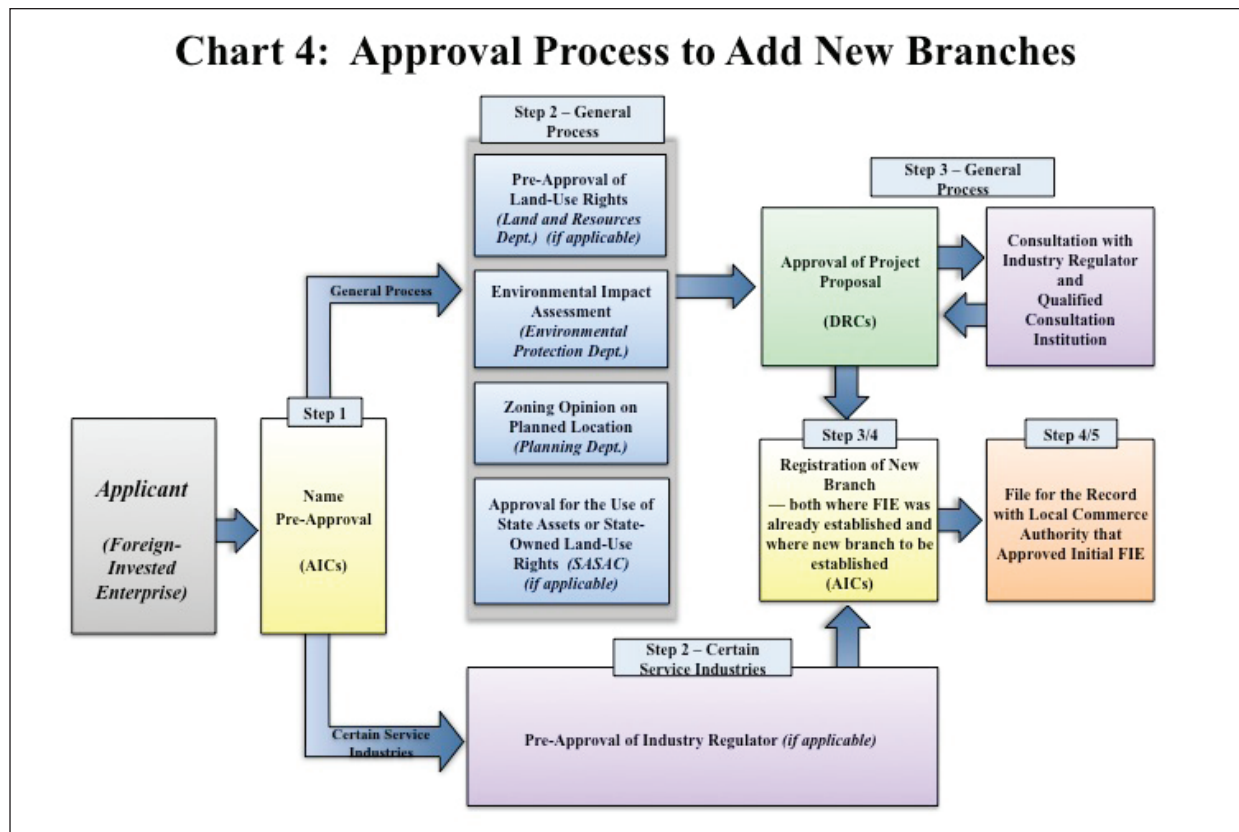 Chart 4: Approval Process to Add New Branches
Step 2 – General
Process
Pre-Approval of
Land-Use Rights
(Land and Resources
Dept.) (if applicable)
Environmental Impact
Assessment
(Environmental
Protection Dept.)
Zoning Opinion on
Planned Location
(Planning Dept.)
Approval for the Use of
State Assets or State-
Owned Land-Use
Rights (SASAC)
(if applicable)
General Process
Step 1
Name
Pre-Approval
(AICs)
Applicant
(Foreign-
Invested
Enterprise)
Step 3 – General
Process
Approval of Project
Proposal
(DRCs)
Consultation with
Industry Regulator
and
Qualified
Consultation
Institution
Step 3/4
Registration of New
Branch
— both where FIE was
already established and
where new branch to be
established
(AICs)
Step 4/5
File for the Record
with Local Commerce
Authority that
Approved Initial FIE
Step 2 – Certain
Service Industries
Certain Service
Industries
Pre-Approval of Industry Regulator (if applicable)